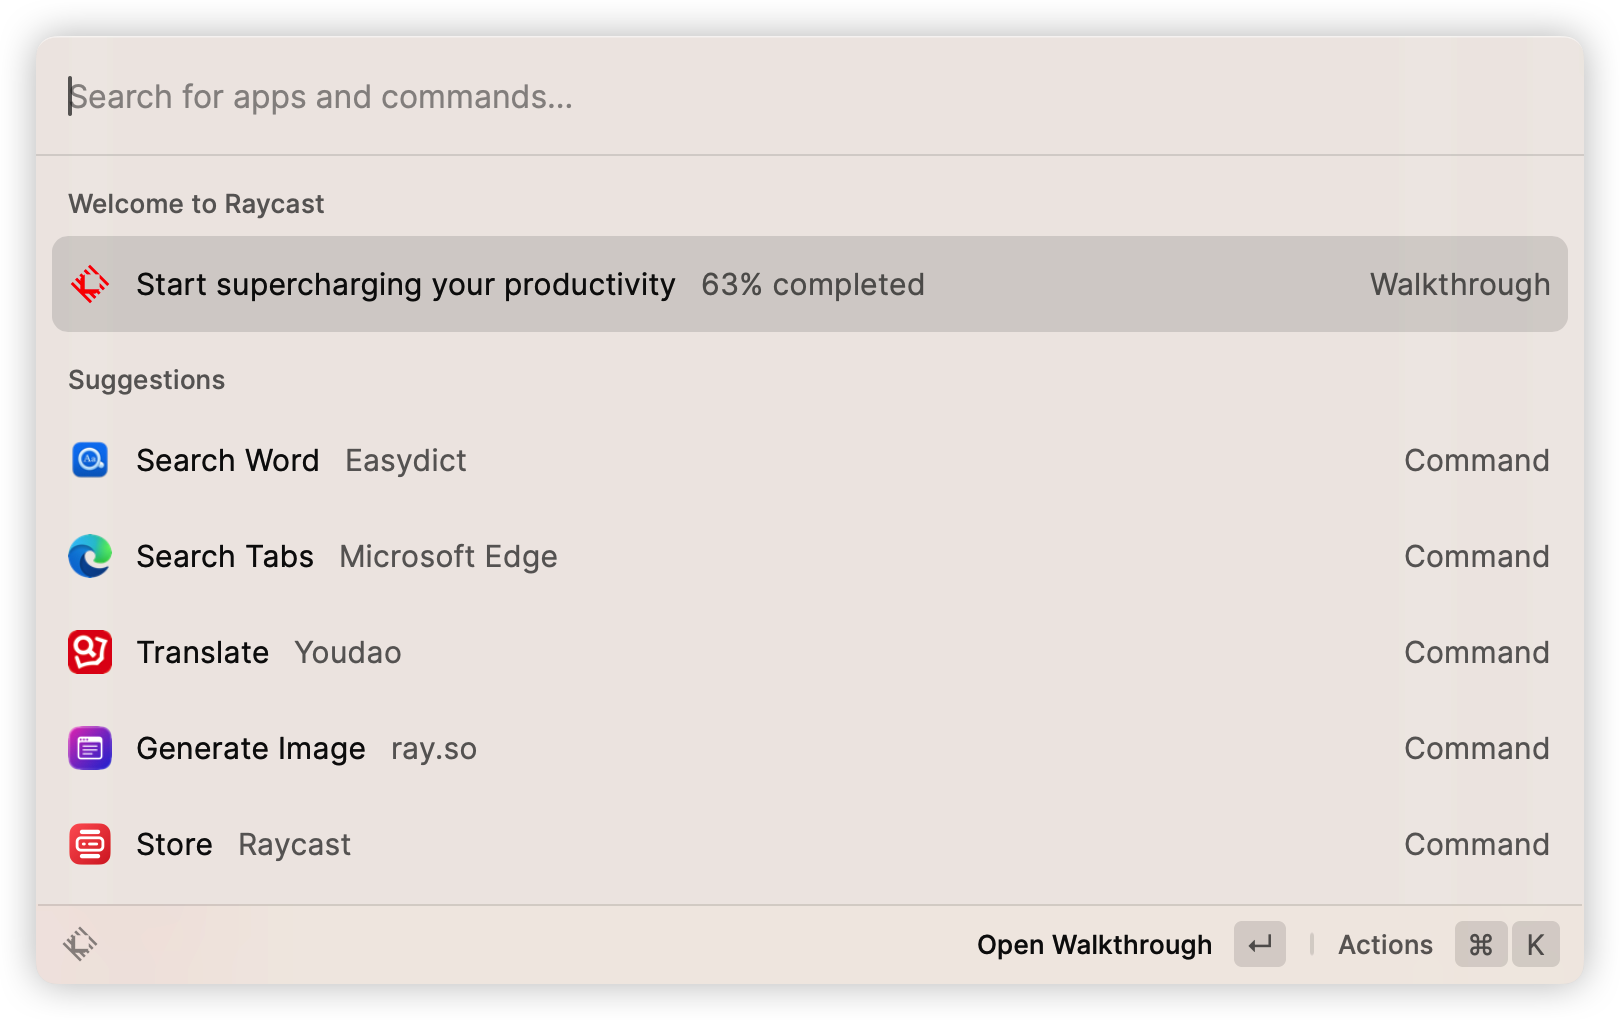 Search for apps and commands...
Welcome to Raycast
Start supercharging your productivity 63% completed Walkthrough
Suggestions
Aa Search Word Easydict Command
Search Tabs Microsoft Edge Command
Translate Youdao Command
Generate Image ray.so Command
Store Raycast Command
Open Walkthrough ↵ | Actions ⌘ K